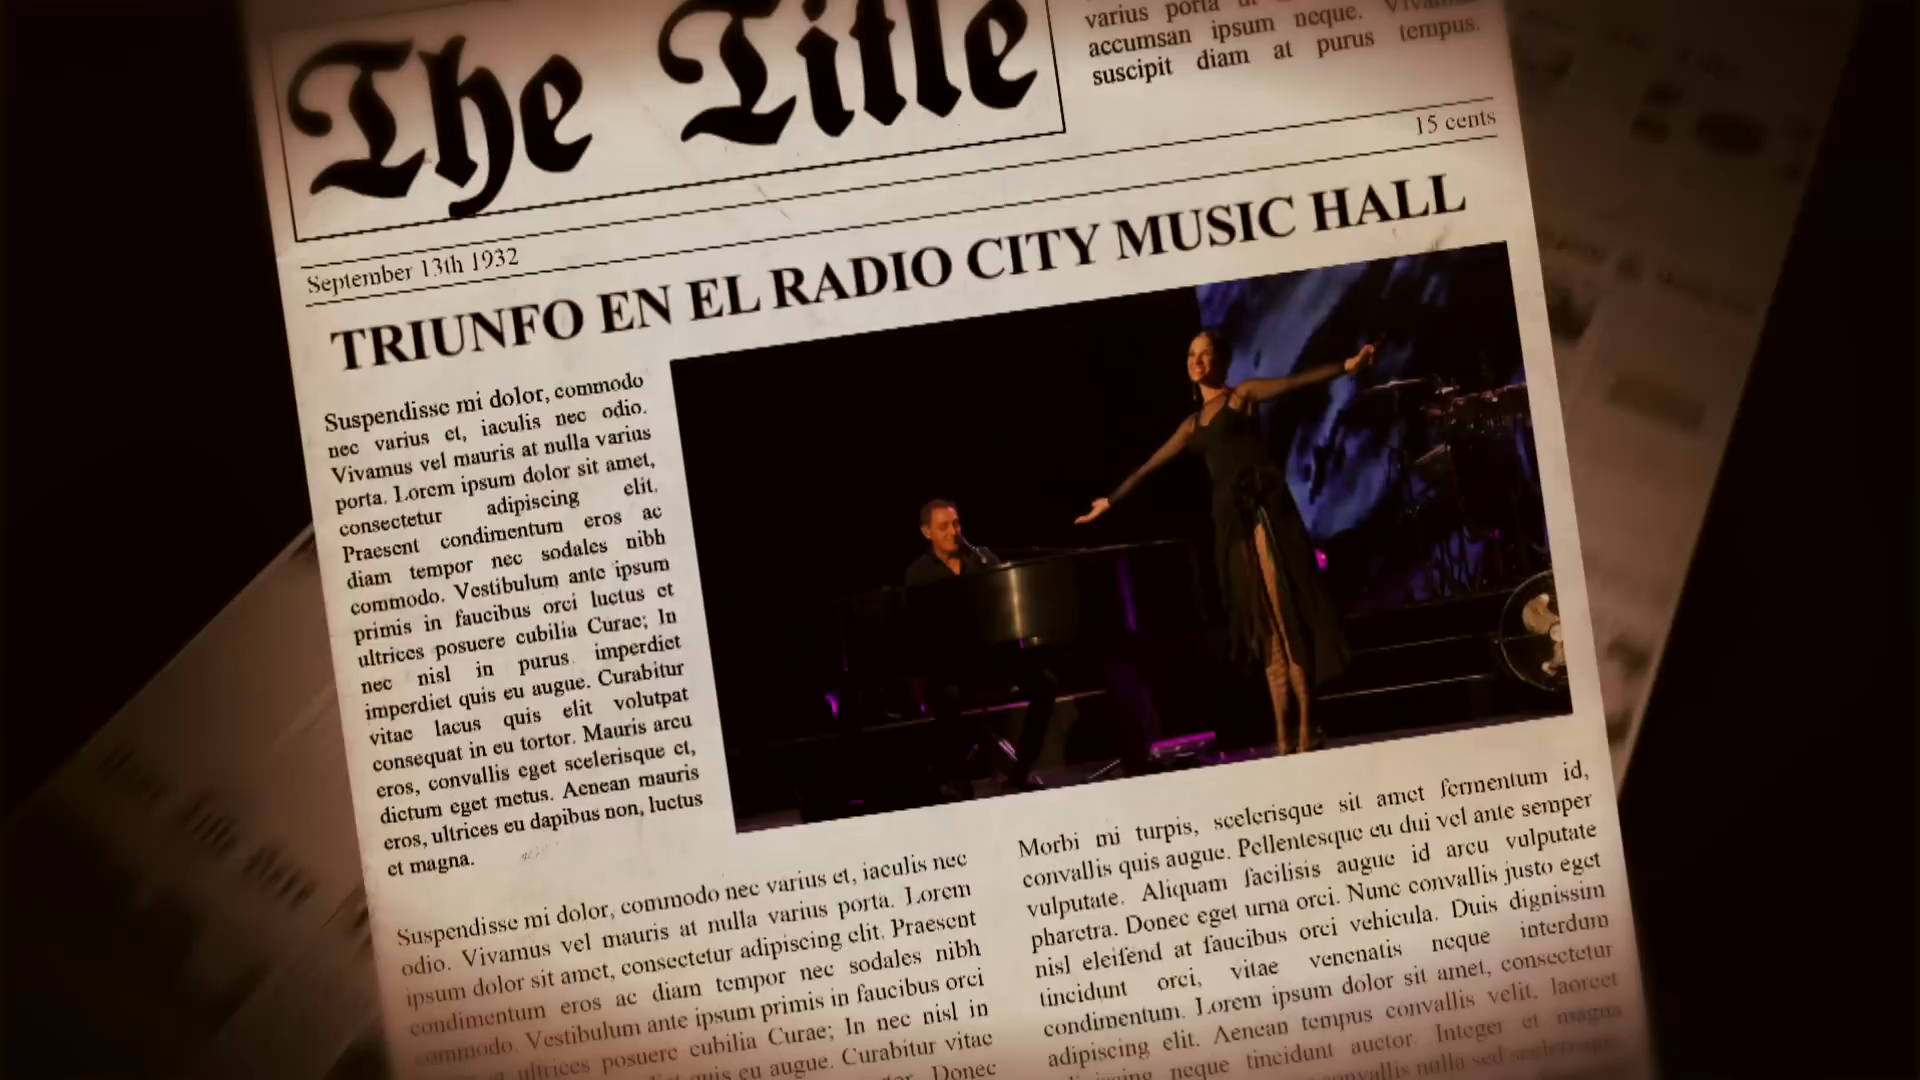 The Title
varius porta
accumsan ipsum neque.
suscipit diam at purus tempus.
15 cents
September 13th 1932
TRIUNFO EN EL RADIO CITY MUSIC HALL
Suspendisse mi dolor, commodo
nec varius et, iaculis nec odio.
Vivamus vel mauris at nulla varius
porta. Lorem ipsum dolor sit amet,
consectetur adipiscing elit.
Praesent condimentum eros ac
diam tempor nec sodales nibh
commodo. Vestibulum ante ipsum
primis in faucibus orci luctus et
ultrices posuere cubilia Curae; In
nec nisl in purus imperdiet
imperdiet quis eu augue. Curabitur
vitae lacus quis elit volutpat
consequat in eu tortor. Mauris arcu
eros, convallis eget scelerisque et,
dictum eget metus. Aenean mauris
eros, ultrices eu dapibus non, luctus
et magna.
Suspendisse mi dolor, commodo nec varius et, iaculis nec
odio. Vivamus vel mauris at nulla varius porta. Lorem
ipsum dolor sit amet, consectetur adipiscing elit. Praesent
condimentum eros ac diam tempor nec sodales nibh
commodo. Vestibulum ante ipsum primis in faucibus orci
ultrices posuere cubilia Curae; In nec nisl in
quis eu augue. Curabitur vitae
Donec
Morbi mi turpis, scelerisque sit amet fermentum id,
convallis quis augue. Pellentesque eu dui vel ante semper
vulputate. Aliquam facilisis augue id arcu vulputate
pharetra. Donec eget urna orci. Nunc convallis justo eget
nisl eleifend at faucibus orci vehicula. Duis dignissim
tincidunt orci, vitae venenatis neque interdum
condimentum. Lorem ipsum dolor sit amet, consectetur
adipiscing elit. Aenean tempus convallis velit, laoreet
neque tincidunt auctor. Integer et magna
convallis nulla sed scelerisque